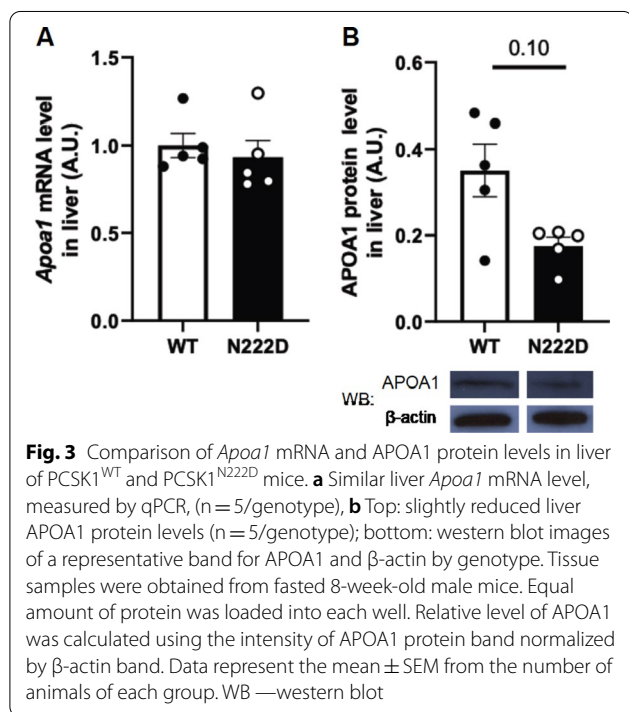 A
B
Apoa1 mRNA level
in liver (A.U.)
1.5
1.0
0.5
0.0
WT N222D
APOA1 protein level
in liver (A.U.)
0.10
0.6
0.4
0.2
0.0
WT N222D
WB:
APOA1
β-actin
Fig. 3 Comparison of Apoa1 mRNA and APOA1 protein levels in liver
of PCSK1WT and PCSK1N222D mice. a Similar liver Apoa1 mRNA level,
measured by qPCR, (n = 5/genotype), b Top: slightly reduced liver
APOA1 protein levels (n = 5/genotype); bottom: western blot images
of a representative band for APOA1 and β-actin by genotype. Tissue
samples were obtained from fasted 8-week-old male mice. Equal
amount of protein was loaded into each well. Relative level of APOA1
was calculated using the intensity of APOA1 protein band normalized
by β-actin band. Data represent the mean ± SEM from the number of
animals of each group. WB —western blot